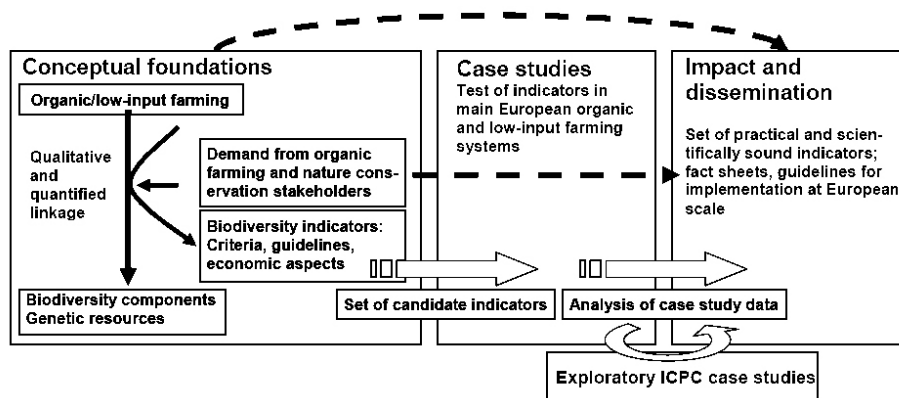 Conceptual foundations
Organic/low-input farming
Qualitative
and
quantified
linkage
Demand from organic
farming and nature cons-
ervation stakeholders
Biodiversity indicators:
Criteria, guidelines,
economic aspects
Biodiversity components
Genetic resources
Set of candidate indicators
Case studies
Test of indicators in
main European organic
and low-input farming
systems
Analysis of case study data
Impact and
dissemination
Set of practical and scien-
tifically sound indicators;
fact sheets, guidelines for
implementation at European
scale
Exploratory ICPC case studies